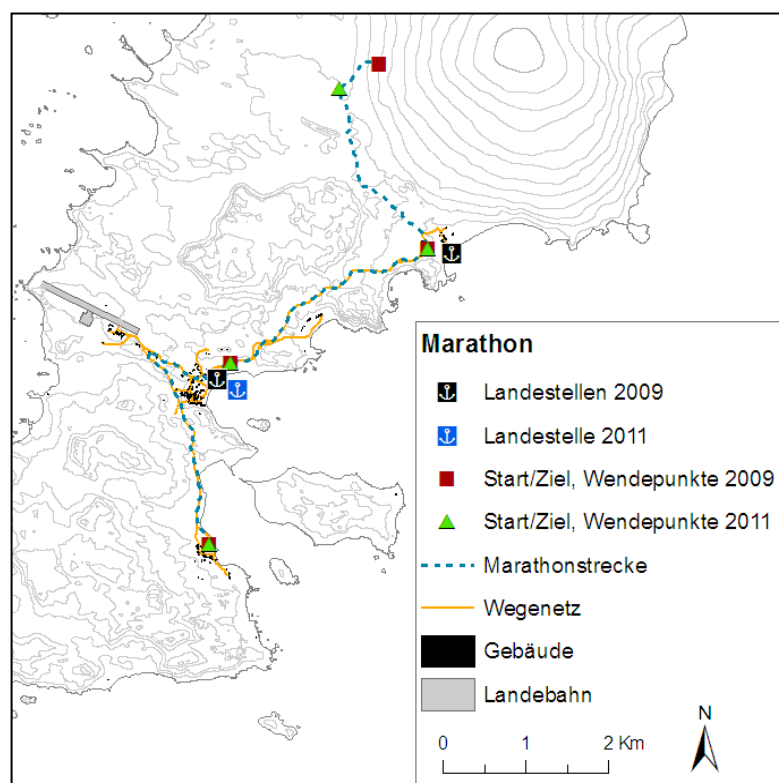 Marathon
Landestellen 2009
Landestelle 2011
Start/Ziel, Wendepunkte 2009
Start/Ziel, Wendepunkte 2011
Marathonstrecke
Wegenetz
Gebäude
Landebahn
N
0 1 2 Km